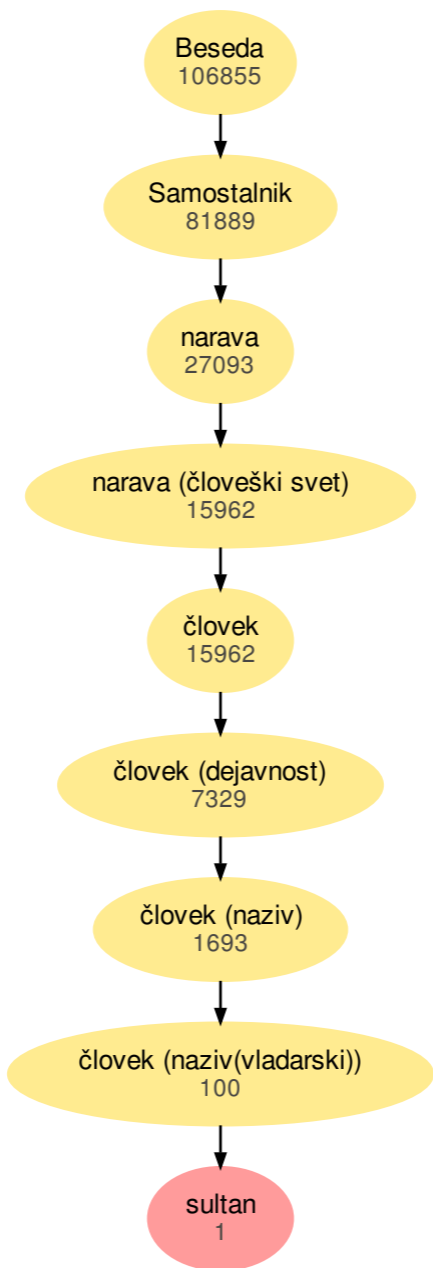 Beseda
106855
Samostalnik
81889
narava
27093
narava (človeški svet)
15962
človek
15962
človek (dejavnost)
7329
človek (naziv)
1693
človek (naziv(vladarski))
100
sultan
1